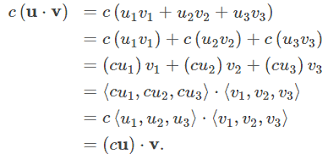 c (u · v) = c (u₁v₁ + u₂v₂ + u₃v₃)
= c (u₁v₁) + c (u₂v₂) + c (u₃v₃)
= (cu₁) v₁ + (cu₂) v₂ + (cu₃) v₃
= ⟨cu₁, cu₂, cu₃⟩ · ⟨v₁, v₂, v₃⟩
= c ⟨u₁, u₂, u₃⟩ · ⟨v₁, v₂, v₃⟩
= (cu) · v.